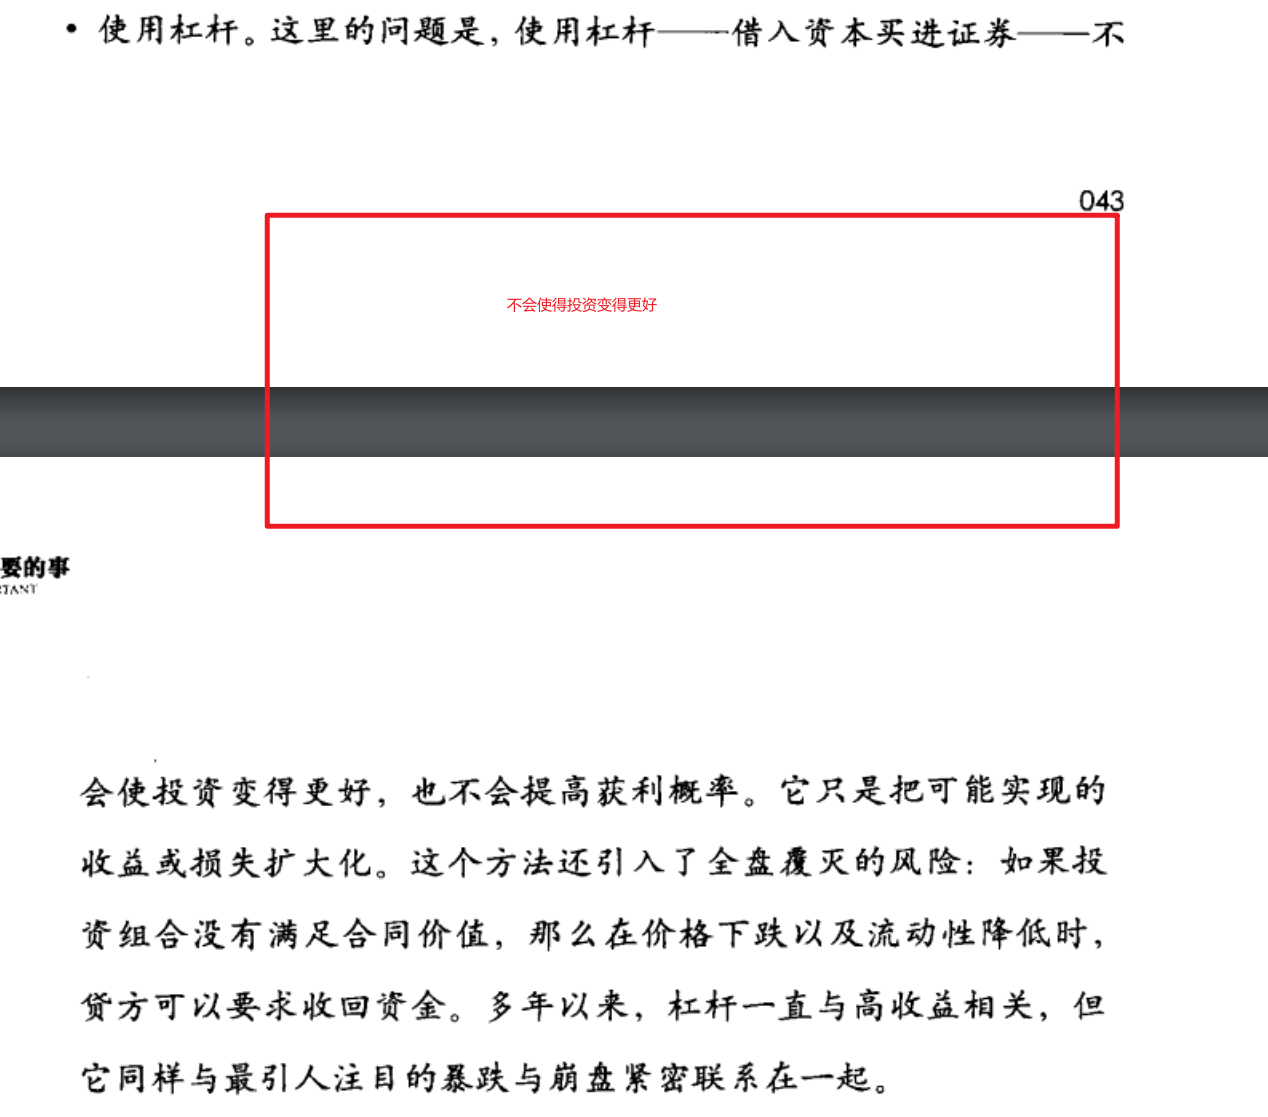 • 使用杠杆。这里的问题是，使用杠杆——借入资本买进证券——不
043
不会使得投资变得更好
要的事
RTANT
会使投资变得更好，也不会提高获利概率。它只是把可能实现的
收益或损失扩大化。这个方法还引入了全盘覆灭的风险：如果投
资组合没有满足合同价值，那么在价格下跌以及流动性降低时，
贷方可以要求收回资金。多年以来，杠杆一直与高收益相关，但
它同样与最引人注目的暴跌与崩盘紧密联系在一起。